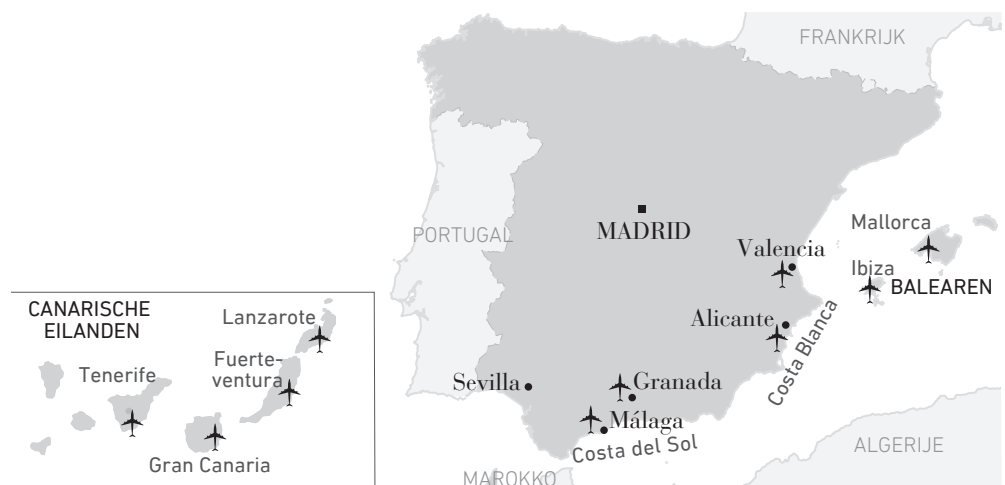 FRANKRIJK
PORTUGAL
MADRID
Mallorca
Valencia
Ibiza
BALEAREN
CANARISCHE
EILANDEN
Lanzarote
Alicante
Costa Blanca
Fuerte-
ventura
Tenerife
Sevilla
Granada
Málaga
Costa del Sol
Gran Canaria
ALGERIJE
MAROKKO